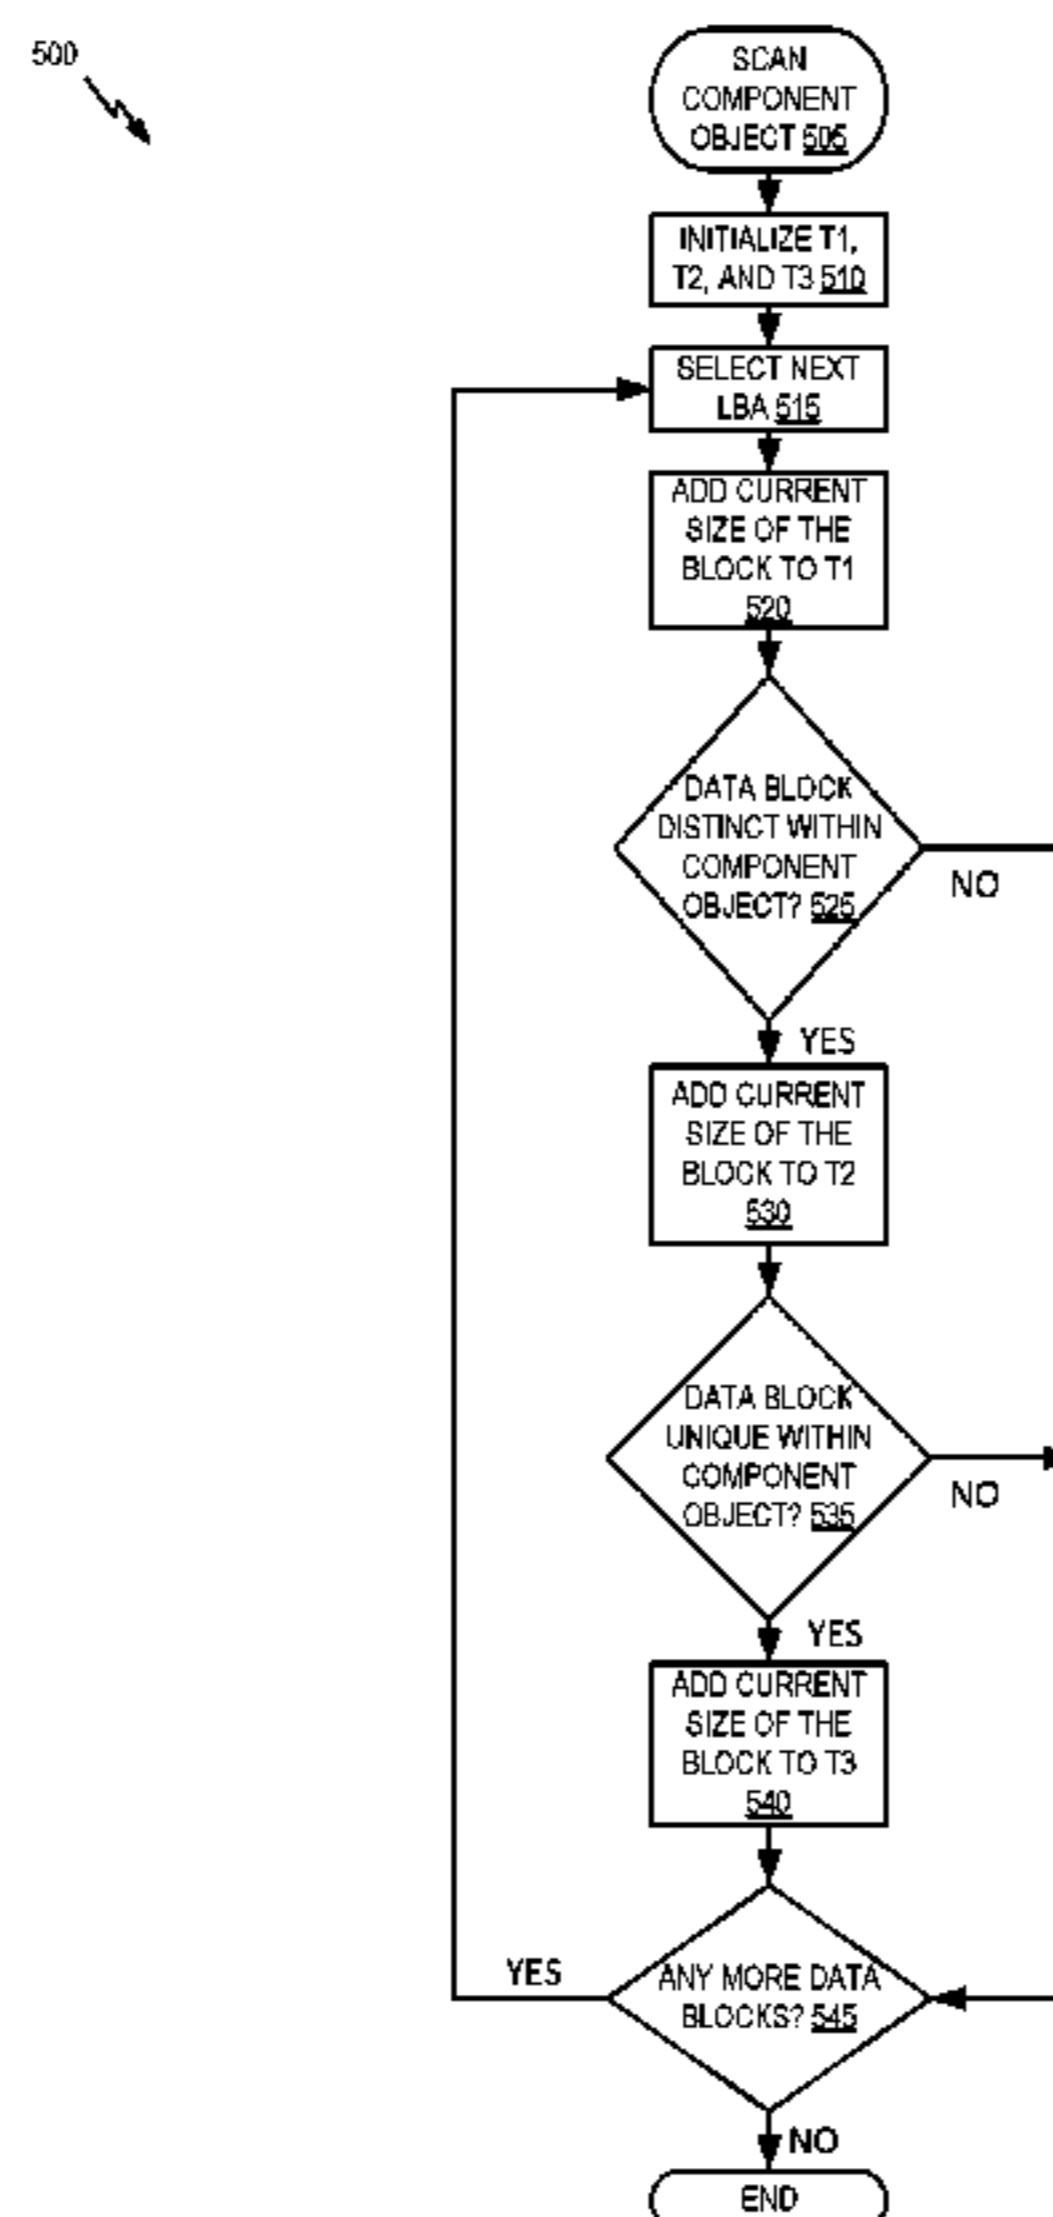 500
SCAN
COMPONENT
OBJECT 505
INITIALIZE T1,
T2, AND T3 510
SELECT NEXT
LBA 515
ADD CURRENT
SIZE OF THE
BLOCK TO T1
520
DATA BLOCK
DISTINCT WITHIN
COMPONENT
OBJECT? 525
NO
YES
ADD CURRENT
SIZE OF THE
BLOCK TO T2
530
DATA BLOCK
UNIQUE WITHIN
COMPONENT
OBJECT? 535
NO
YES
ADD CURRENT
SIZE OF THE
BLOCK TO T3
540
YES
ANY MORE DATA
BLOCKS? 545
NO
END